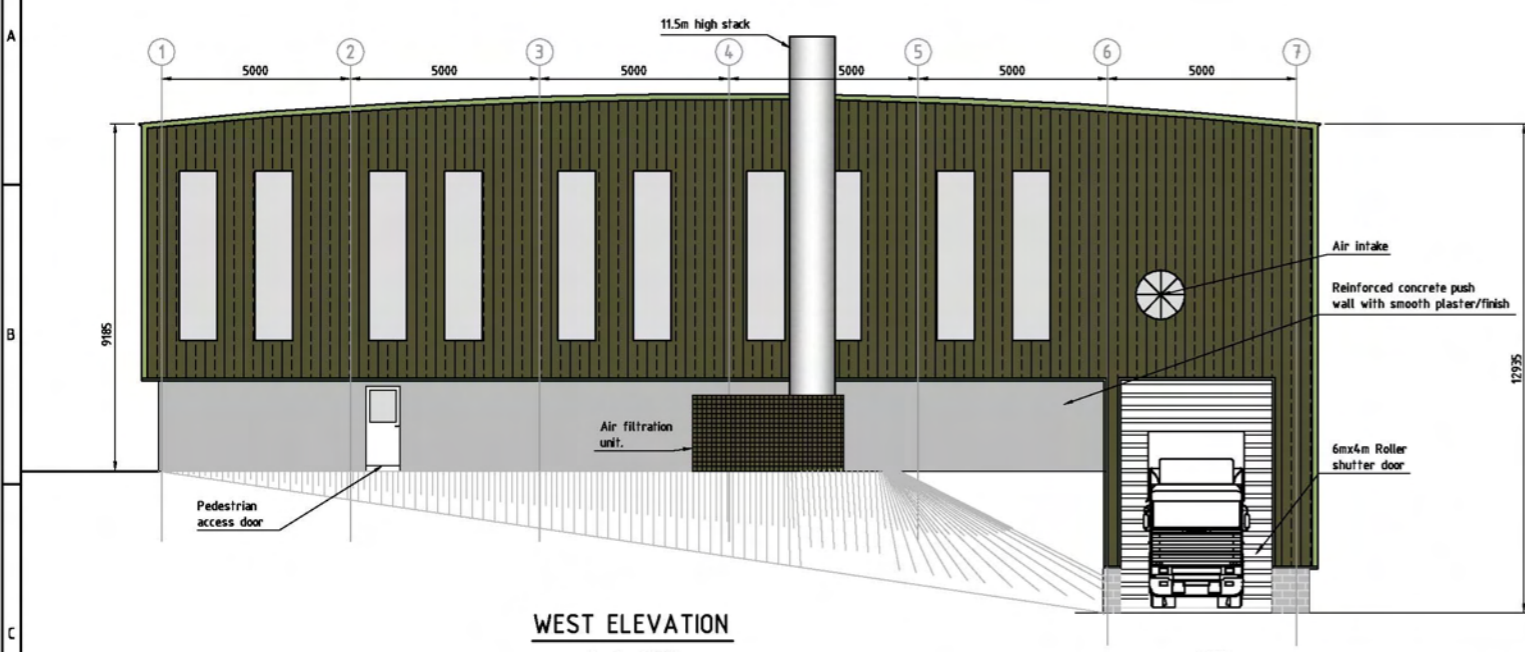 A
B
C
11.5m high stack
1 2 3 4 5 6 7
5000 5000 5000 5000 5000 5000
9185
Air intake
Reinforced concrete push
wall with smooth plaster/finish
12935
Air filtration
unit.
6mx4m Roller
shutter door
Pedestrian
access door
WEST ELEVATION